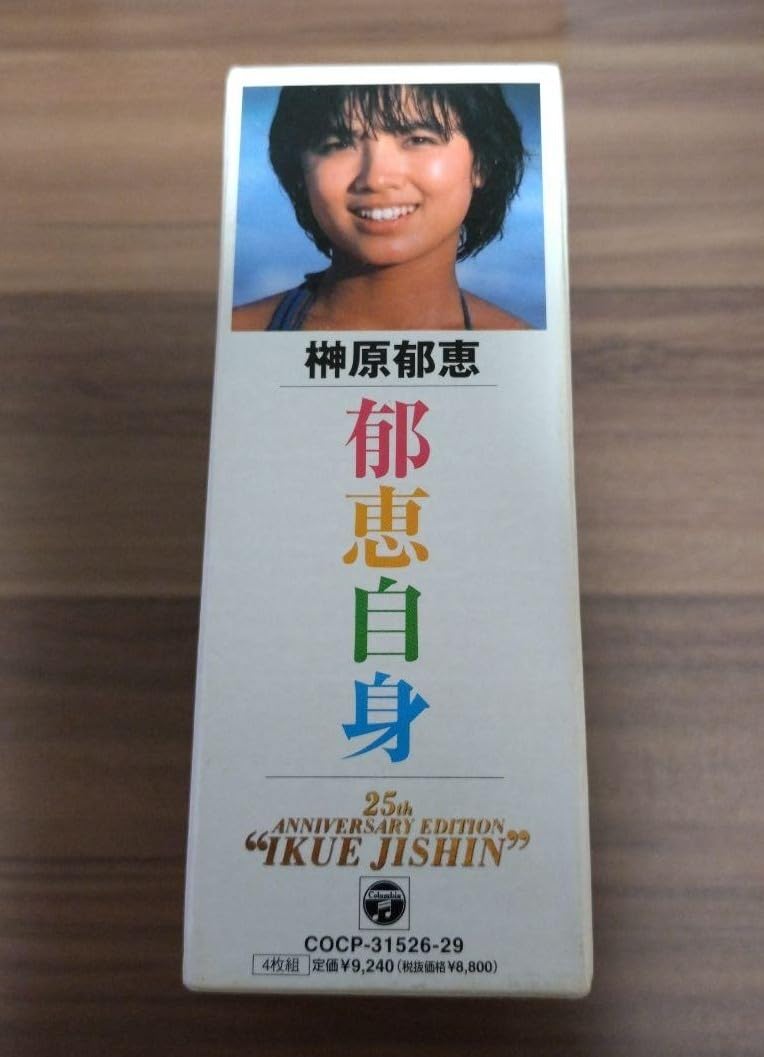 榊原郁恵
郁恵自身
25th
ANNIVERSARY EDITION
“IKUE JISHIN”
Columbia
COCP-31526-29
4枚組 定価¥9,240(税抜価格¥8,800)